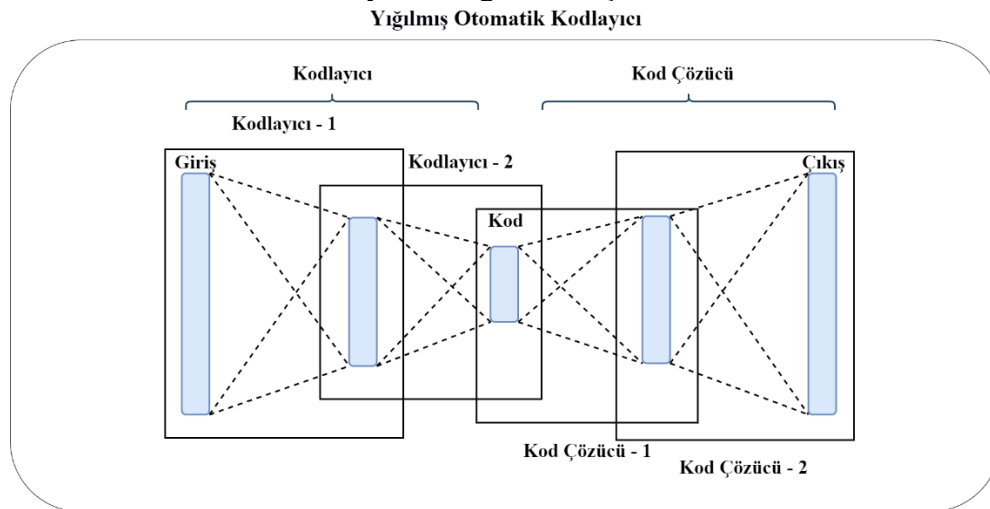 Yığılmış Otomatik Kodlayıcı
Kodlayıcı
Kod Çözücü
Kodlayıcı - 1
Giriş
Kodlayıcı - 2
Çıkış
Kod
Kod Çözücü - 1
Kod Çözücü - 2